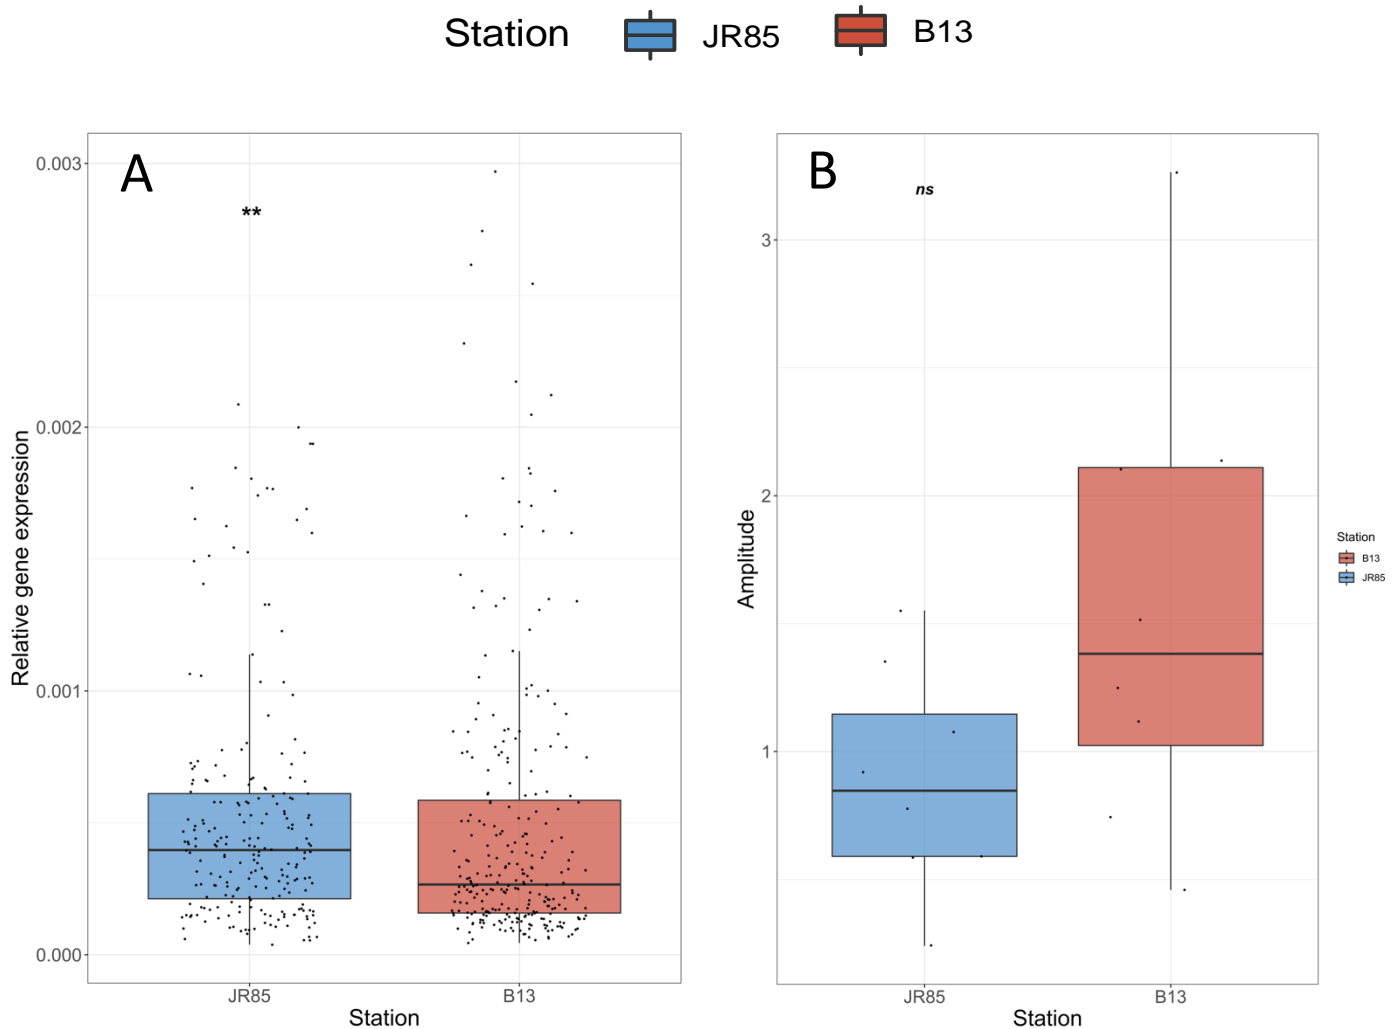 Station JR85 B13
A
**
0.003
0.002
0.001
0.000
Relative gene expression
JR85 B13
Station
B
ns
3
2
1
Amplitude
JR85 B13
Station
Station
B13
JR85